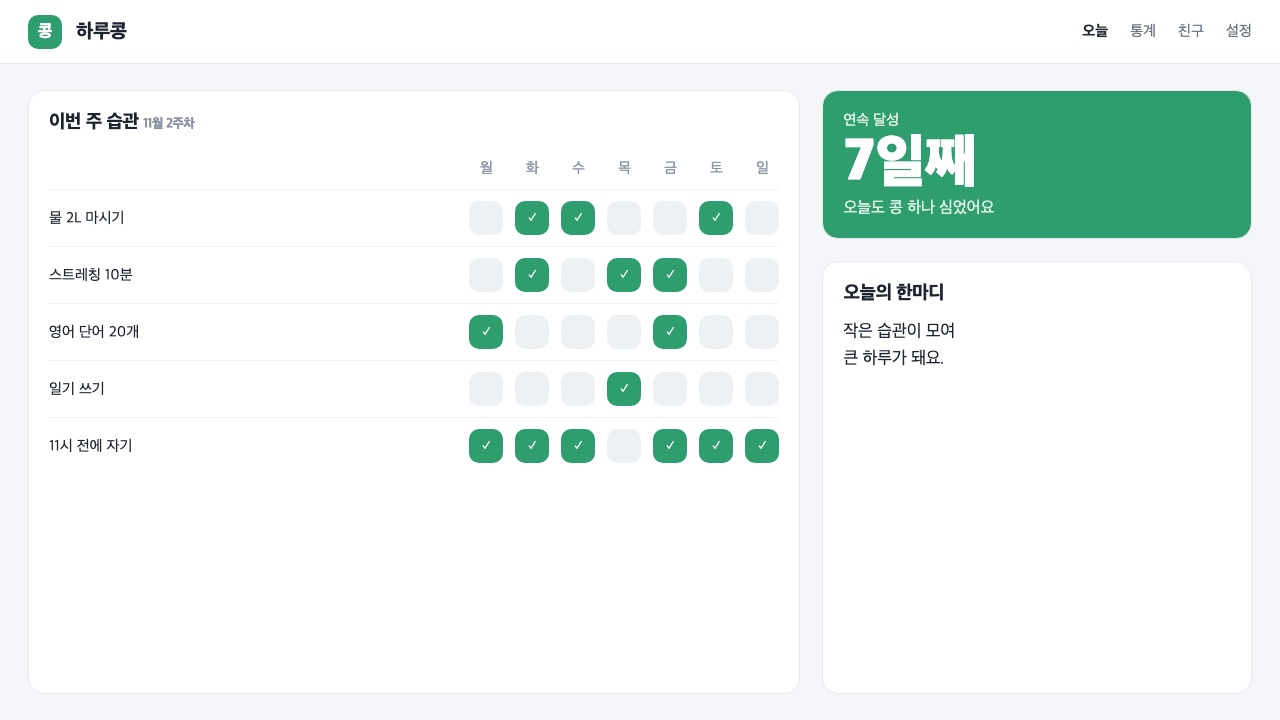 콩 하루콩
오늘 통계 친구 설정
이번 주 습관 11월 2주차
월 화 수 목 금 토 일
물 2L 마시기 ✓ ✓ ✓
스트레칭 10분 ✓ ✓ ✓
영어 단어 20개 ✓ ✓
일기 쓰기 ✓
11시 전에 자기 ✓ ✓ ✓ ✓ ✓ ✓
연속 달성
7일째
오늘도 콩 하나 심었어요
오늘의 한마디
작은 습관이 모여
큰 하루가 돼요.